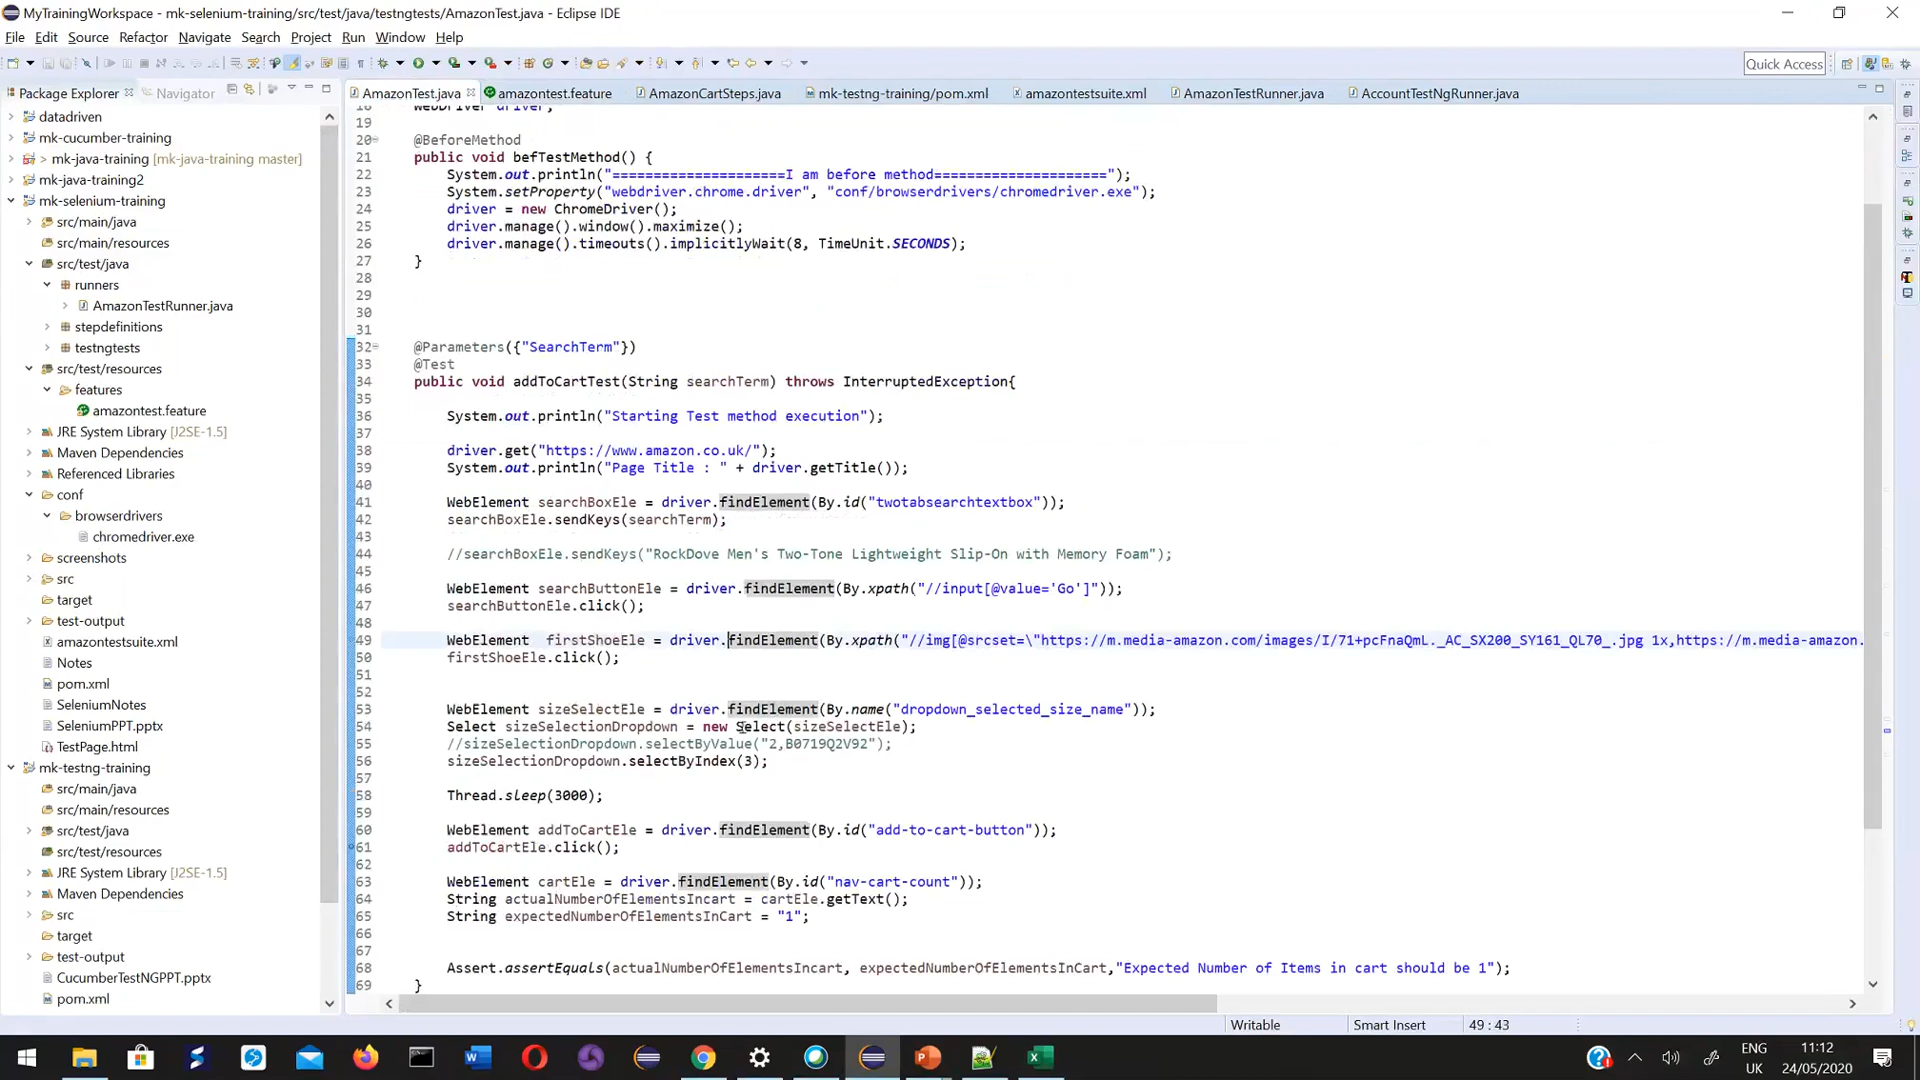 MyTrainingWorkspace - mk-selenium-training/src/test/java/testngtests/AmazonTest.java - Eclipse IDE
File Edit Source Refactor Navigate Search Project Run Window Help
Quick Access
Package Explorer
Navigator
AmazonTest.java
amazontest.feature
AmazonCartSteps.java
mk-testng-training/pom.xml
amazontestsuite.xml
AmazonTestRunner.java
AccountTestNgRunner.java
datadriven
mk-cucumber-training
> mk-java-training [mk-java-training master]
mk-java-training2
mk-selenium-training
src/main/java
src/main/resources
src/test/java
runners
AmazonTestRunner.java
stepdefinitions
testngtests
src/test/resources
features
amazontest.feature
JRE System Library [J2SE-1.5]
Maven Dependencies
Referenced Libraries
conf
browserdrivers
chromedriver.exe
screenshots
src
target
test-output
amazontestsuite.xml
Notes
pom.xml
SeleniumNotes
SeleniumPPT.pptx
TestPage.html
mk-testng-training
src/main/java
src/main/resources
src/test/java
src/test/resources
JRE System Library [J2SE-1.5]
Maven Dependencies
src
target
test-output
CucumberTestNGPPT.pptx
pom.xml
18 WebDriver driver;
19
20 @BeforeMethod
21 public void befTestMethod() {
22 System.out.println("=====================I am before method=====================");
23 System.setProperty("webdriver.chrome.driver", "conf/browserdrivers/chromedriver.exe");
24 driver = new ChromeDriver();
25 driver.manage().window().maximize();
26 driver.manage().timeouts().implicitlyWait(8, TimeUnit.SECONDS);
27 }
28
29
30
31
32 @Parameters({"SearchTerm"})
33 @Test
34 public void addToCartTest(String searchTerm) throws InterruptedException{
35
36 System.out.println("Starting Test method execution");
37
38 driver.get("https://www.amazon.co.uk/");
39 System.out.println("Page Title : " + driver.getTitle());
40
41 WebElement searchBoxEle = driver.findElement(By.id("twotabsearchtextbox"));
42 searchBoxEle.sendKeys(searchTerm);
43
44 //searchBoxEle.sendKeys("RockDove Men's Two-Tone Lightweight Slip-On with Memory Foam");
45
46 WebElement searchButtonEle = driver.findElement(By.xpath("//input[@value='Go']"));
47 searchButtonEle.click();
48
49 WebElement  firstShoeEle = driver.findElement(By.xpath("//img[@srcset=\"https://m.media-amazon.com/images/I/71+pcFnaQmL._AC_SX200_SY161_QL70_.jpg 1x,https://m.media-amazon.
50 firstShoeEle.click();
51
52
53 WebElement sizeSelectEle = driver.findElement(By.name("dropdown_selected_size_name"));
54 Select sizeSelectionDropdown = new Select(sizeSelectEle);
55 //sizeSelectionDropdown.selectByValue("2,B0719Q2V92");
56 sizeSelectionDropdown.selectByIndex(3);
57
58 Thread.sleep(3000);
59
60 WebElement addToCartEle = driver.findElement(By.id("add-to-cart-button"));
61 addToCartEle.click();
62
63 WebElement cartEle = driver.findElement(By.id("nav-cart-count"));
64 String actualNumberOfElementsIncart = cartEle.getText();
65 String expectedNumberOfElementsInCart = "1";
66
67
68 Assert.assertEquals(actualNumberOfElementsIncart, expectedNumberOfElementsInCart,"Expected Number of Items in cart should be 1");
69 }
Writable
Smart Insert
49 : 43
ENG
UK
11:12
24/05/2020